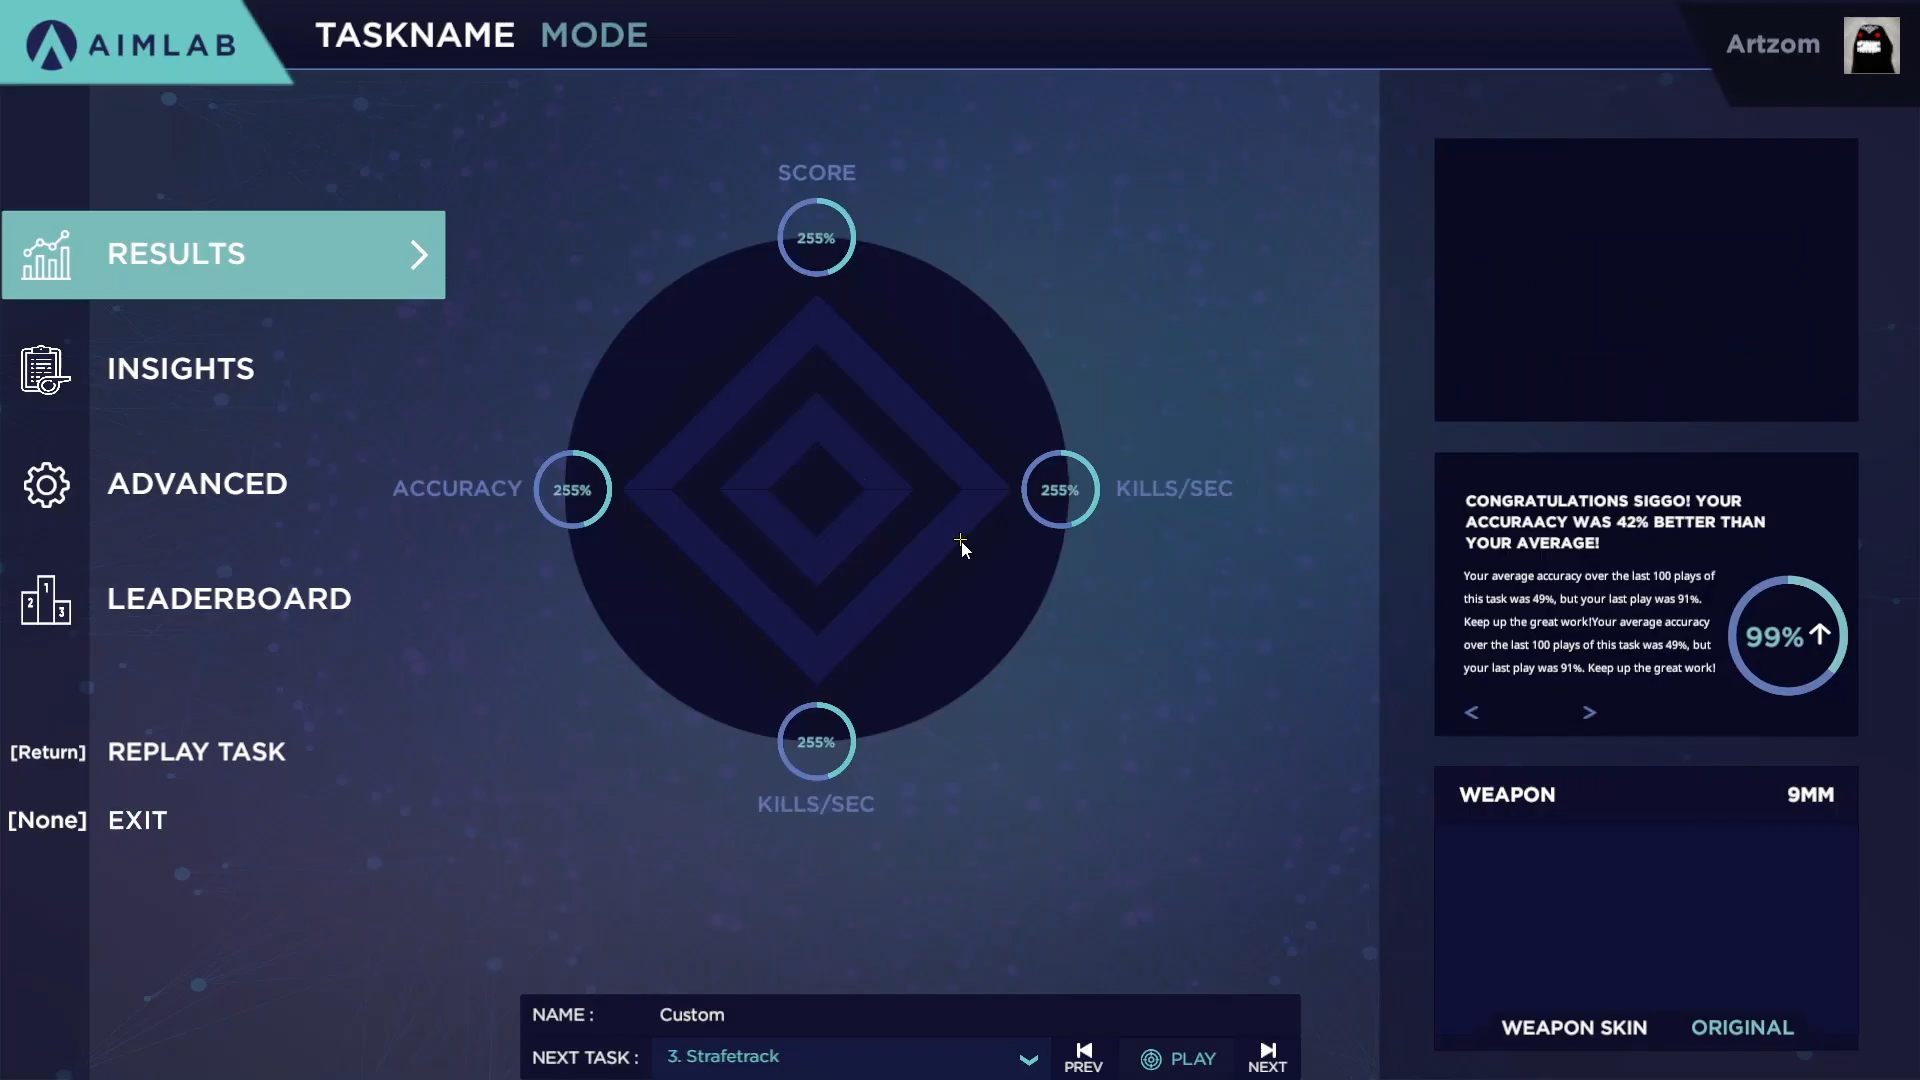 AIMLAB
TASKNAME MODE
Artzom
RESULTS
INSIGHTS
ADVANCED
1
2
3
LEADERBOARD
[Return] REPLAY TASK
[None] EXIT
SCORE
255%
ACCURACY 255%
255% KILLS/SEC
255%
KILLS/SEC
CONGRATULATIONS SIGGO! YOUR
ACCURAACY WAS 42% BETTER THAN
YOUR AVERAGE!
Your average accuracy over the last 100 plays of
this task was 49%, but your last play was 91%.
Keep up the great work!Your average accuracy
over the last 100 plays of this task was 49%, but
your last play was 91%. Keep up the great work!
99%
< >
WEAPON 9MM
WEAPON SKIN ORIGINAL
NAME : Custom
NEXT TASK : 3. Strafetrack
PREV
PLAY
NEXT